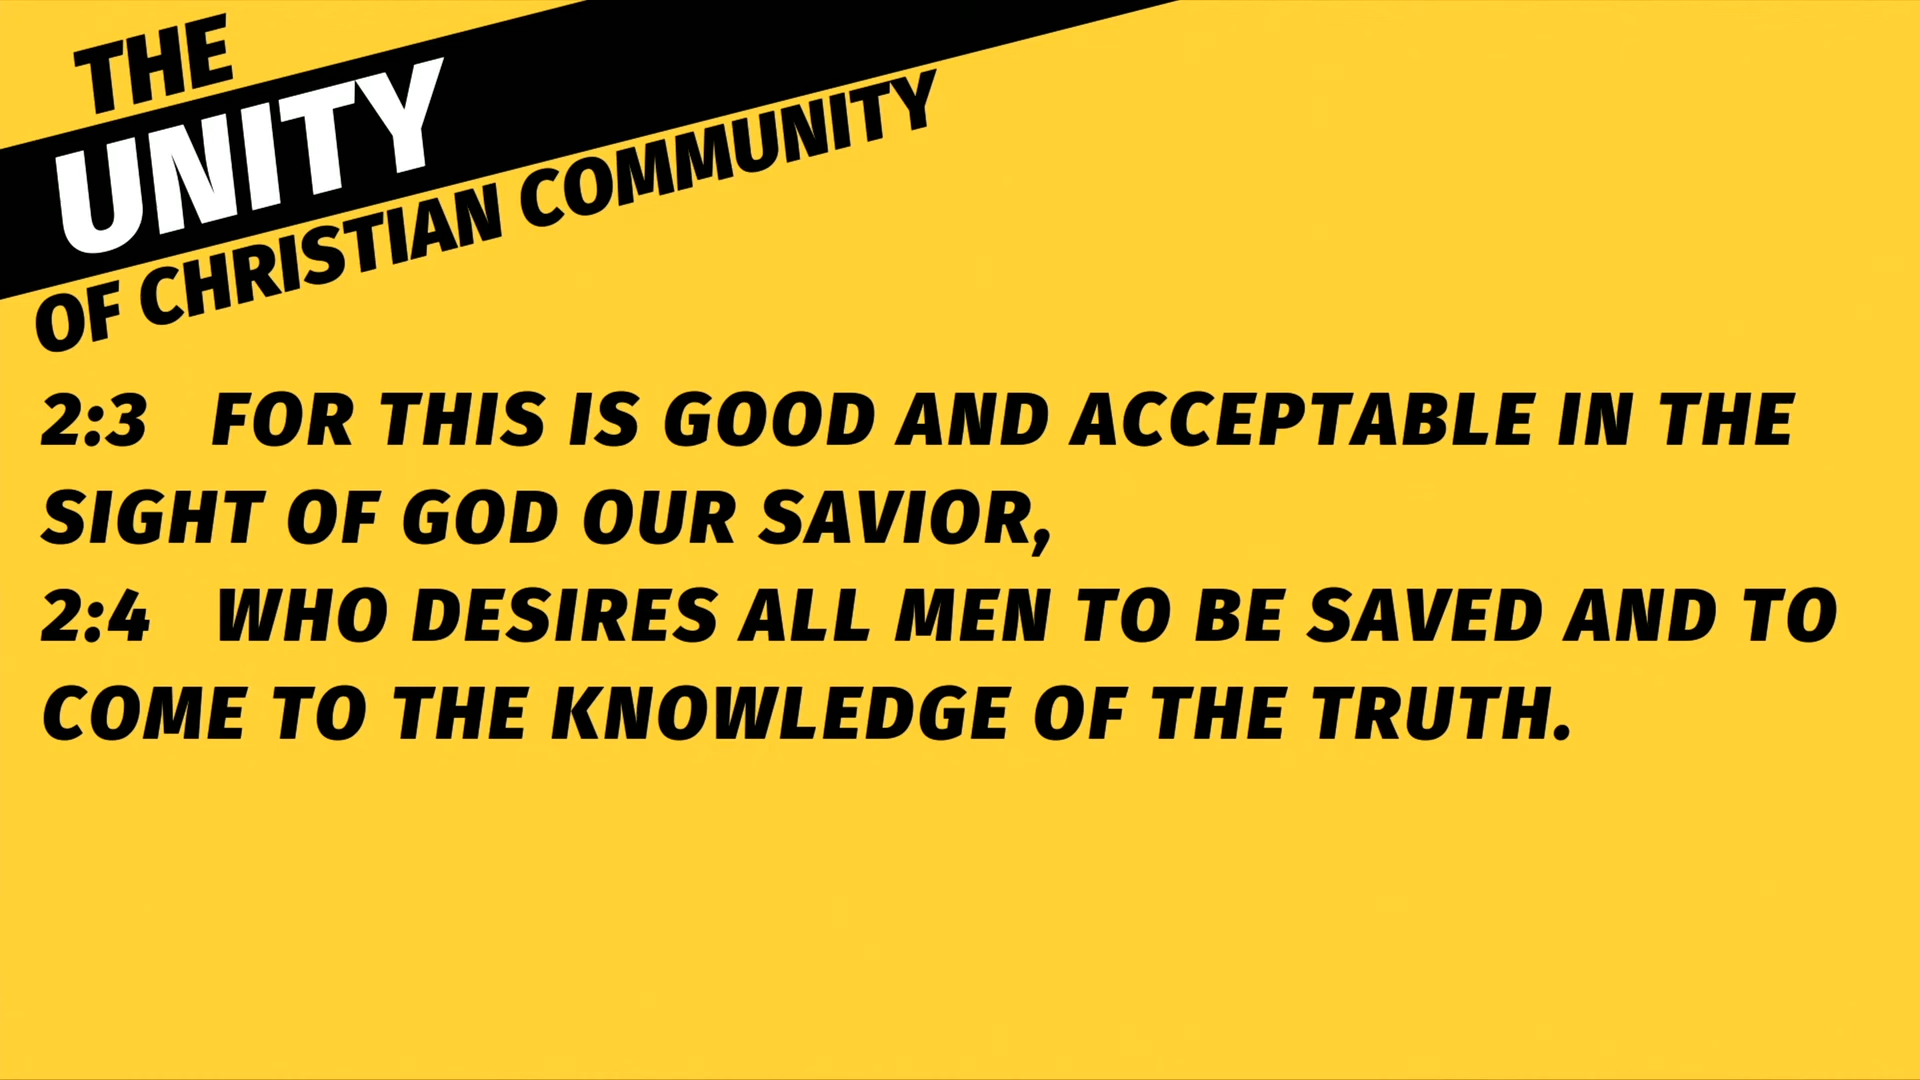 THE
UNITY
OF CHRISTIAN COMMUNITY
2:3 FOR THIS IS GOOD AND ACCEPTABLE IN THE
SIGHT OF GOD OUR SAVIOR,
2:4 WHO DESIRES ALL MEN TO BE SAVED AND TO
COME TO THE KNOWLEDGE OF THE TRUTH.